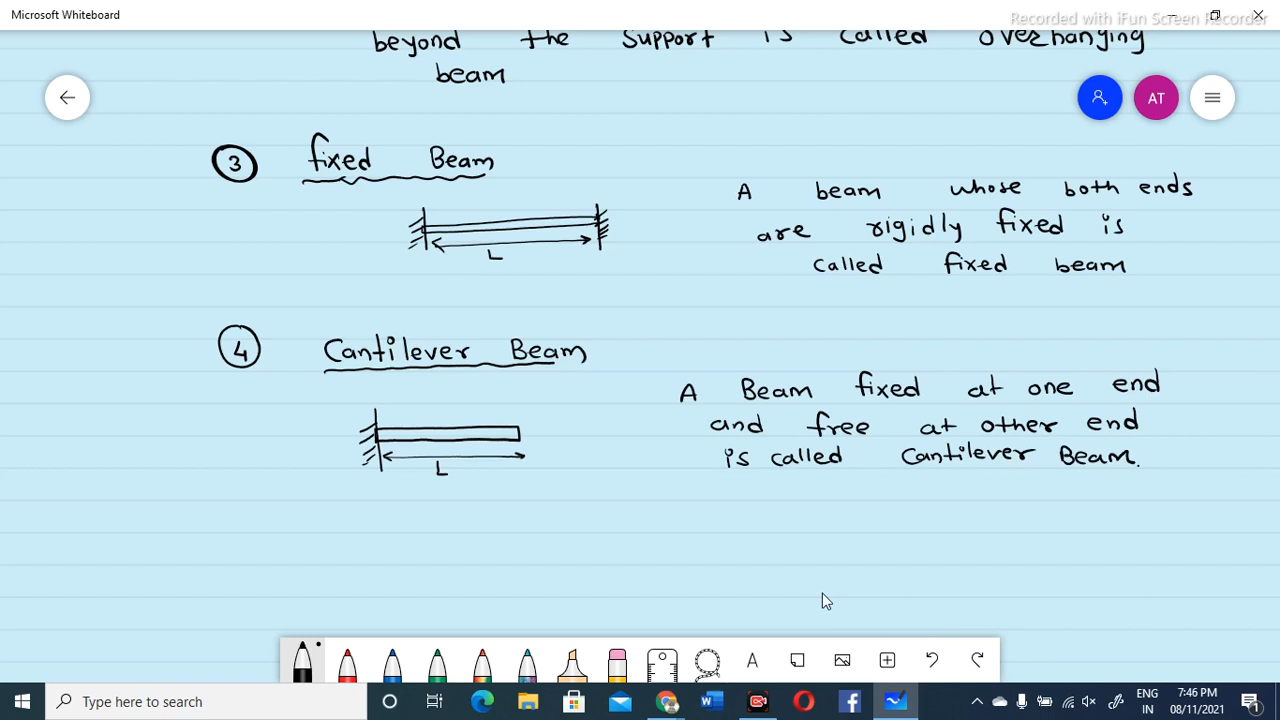 Microsoft Whiteboard
Recorded with iFun Screen Recorder
beyond the support is called overhanging
beam
AT
3 fixed Beam
A beam whose both ends
are rigidly fixed is
called fixed beam
L
4 Cantilever Beam
A Beam fixed at one end
and free at other end
is called Cantilever Beam.
L
A
Type here to search
ENG
IN
7:46 PM
08/11/2021
1